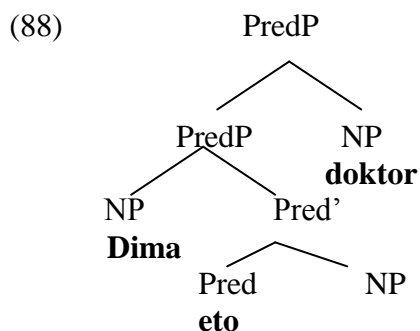 (88) PredP
PredP NP
doktor
NP Pred’
Dima
Pred NP
eto